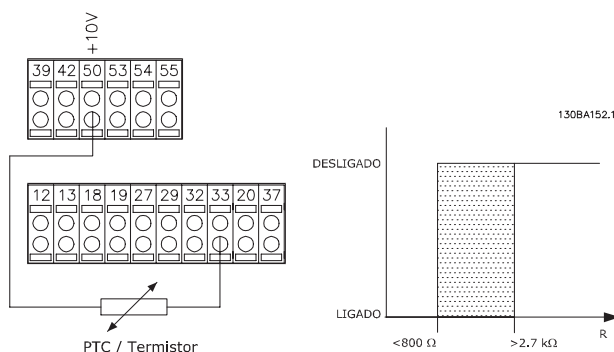 +10V
39 42 50 53 54 55
12 13 18 19 27 29 32 33 20 37
PTC / Termistor
130BA152.1
DESLIGADO
LIGADO
<800 Ω
>2.7 kΩ
R